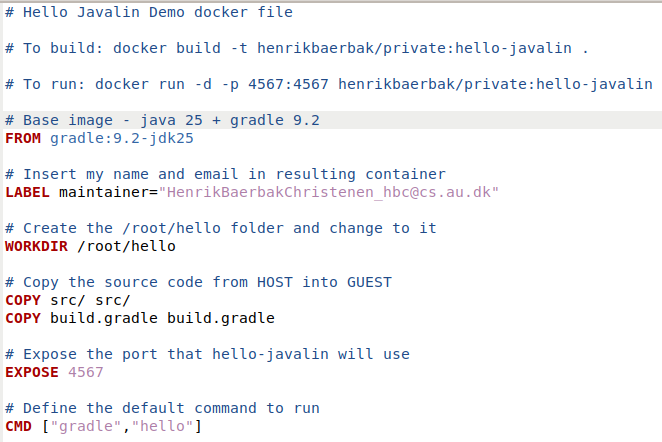 # Hello Javalin Demo docker file
# To build: docker build -t henrikbaerbak/private:hello-javalin .
# To run: docker run -d -p 4567:4567 henrikbaerbak/private:hello-javalin
# Base image - java 25 + gradle 9.2
FROM gradle:9.2-jdk25
# Insert my name and email in resulting container
LABEL maintainer="HenrikBaerbakChristenen_hbc@cs.au.dk"
# Create the /root/hello folder and change to it
WORKDIR /root/hello
# Copy the source code from HOST into GUEST
COPY src/ src/
COPY build.gradle build.gradle
# Expose the port that hello-javalin will use
EXPOSE 4567
# Define the default command to run
CMD ["gradle","hello"]